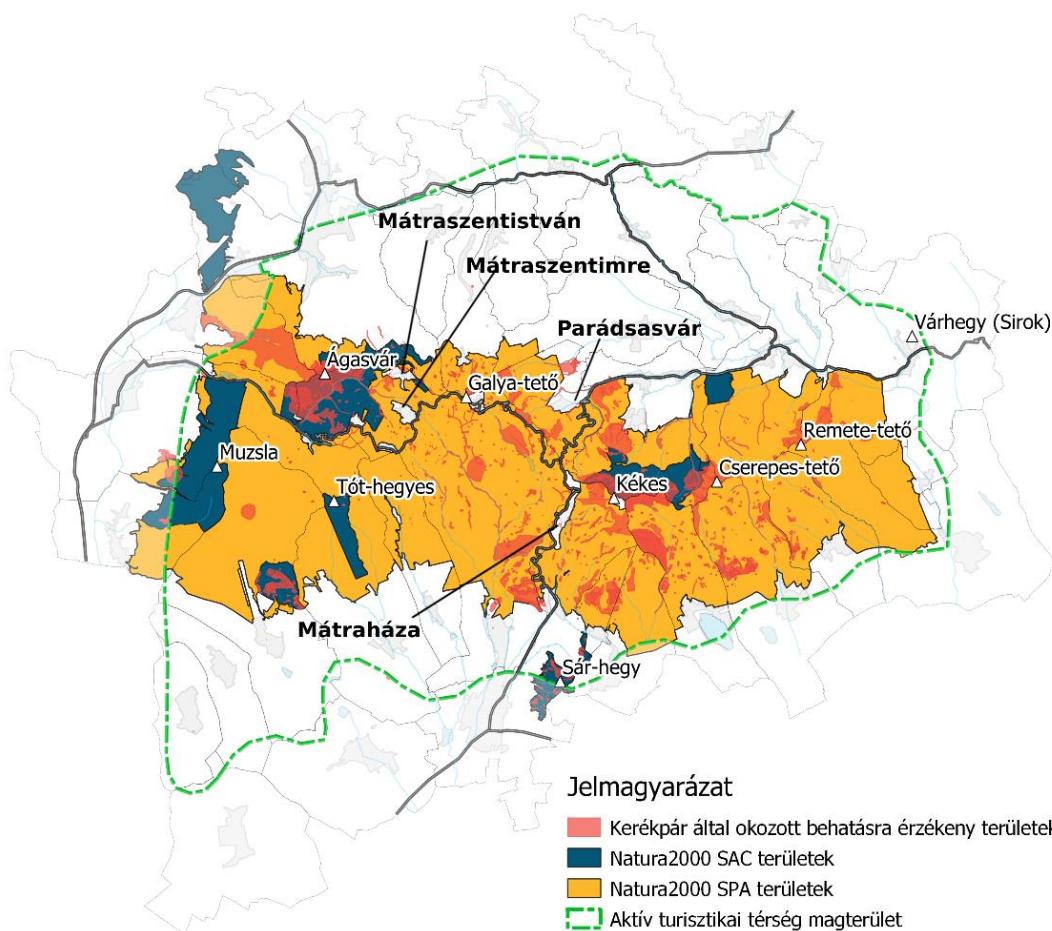 Mátraszentistván
Mátraszentimre
Parádsasvár
Várhegy (Sirok)
Ágasvár
Galya-tető
Remete-tető
Muzsla
Cserepes-tető
Kékes
Tót-hegyes
Mátraháza
Sár-hegy
Jelmagyarázat
Kerékpár által okozott behatásra érzékeny területek
Natura2000 SAC területek
Natura2000 SPA területek
Aktív turisztikai térség magterület